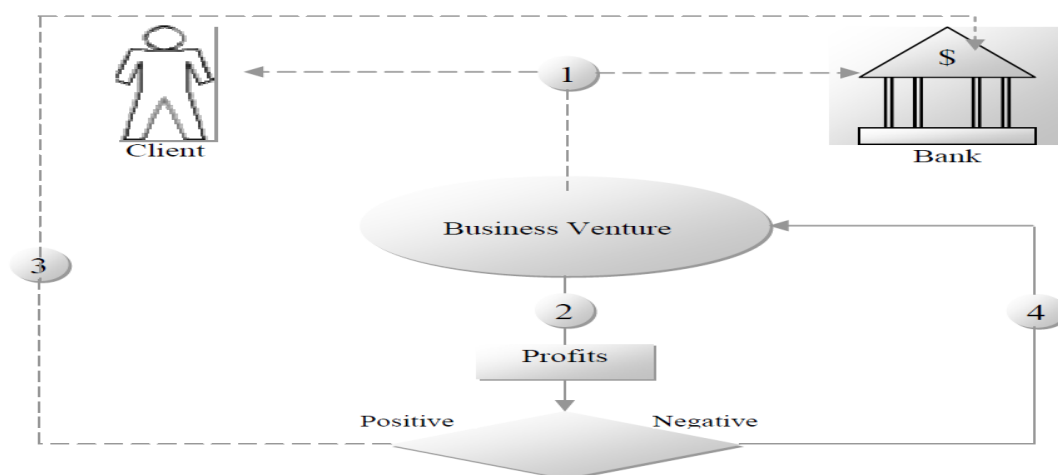 $
1
Client
Bank
Business Venture
3
2
4
Profits
Positive
Negative